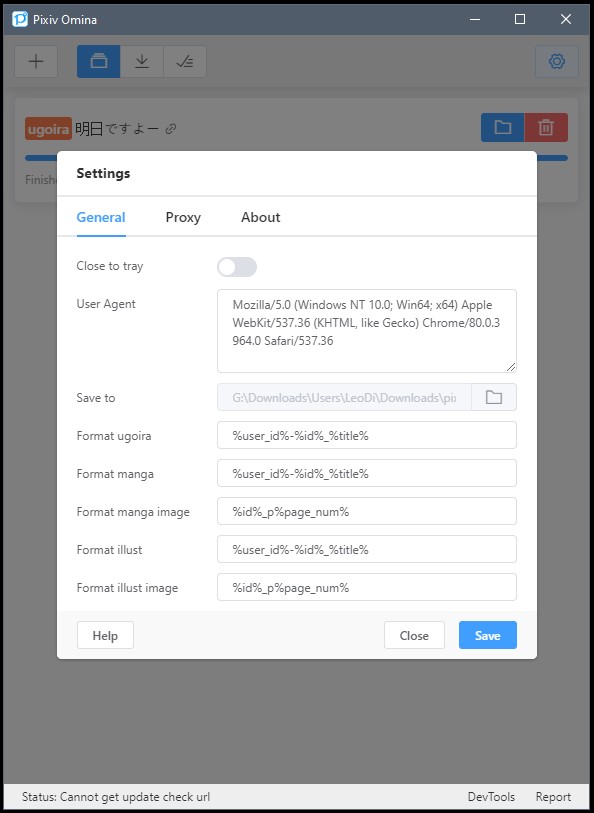 Pixiv Omina
ugoira 明日ですよー
Finishe
Settings
General Proxy About
Close to tray
User Agent
Mozilla/5.0 (Windows NT 10.0; Win64; x64) Apple
WebKit/537.36 (KHTML, like Gecko) Chrome/80.0.3
964.0 Safari/537.36
Save to
G:\Downloads\Users\LeoDi\Downloads\pix
Format ugoira %user_id%-%id%_%title%
Format manga %user_id%-%id%_%title%
Format manga image %id%_p%page_num%
Format illust %user_id%-%id%_%title%
Format illust image %id%_p%page_num%
Help Close Save
Status: Cannot get update check url DevTools Report